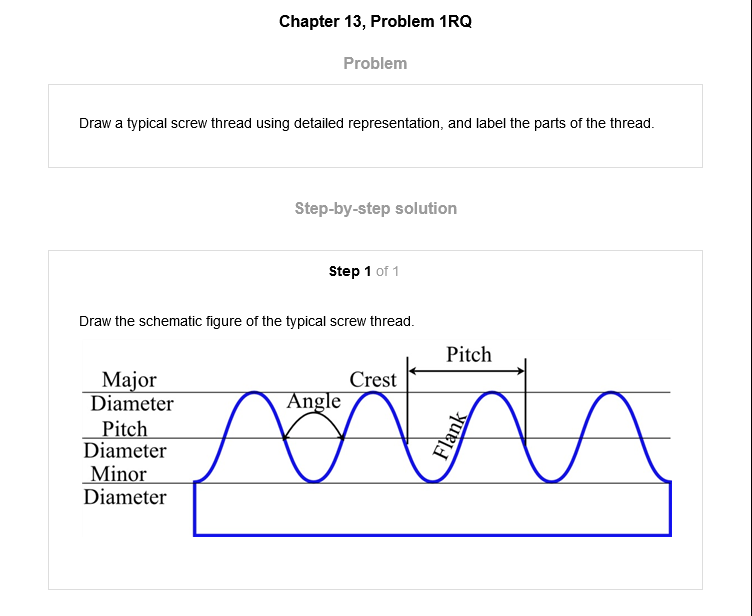 Chapter 13, Problem 1RQ
Problem
Draw a typical screw thread using detailed representation, and label the parts of the thread.
Step-by-step solution
Step 1 of 1
Draw the schematic figure of the typical screw thread.
Pitch
Major
Crest
Diameter
Angle
Pitch
Flank
Diameter
Minor
Diameter